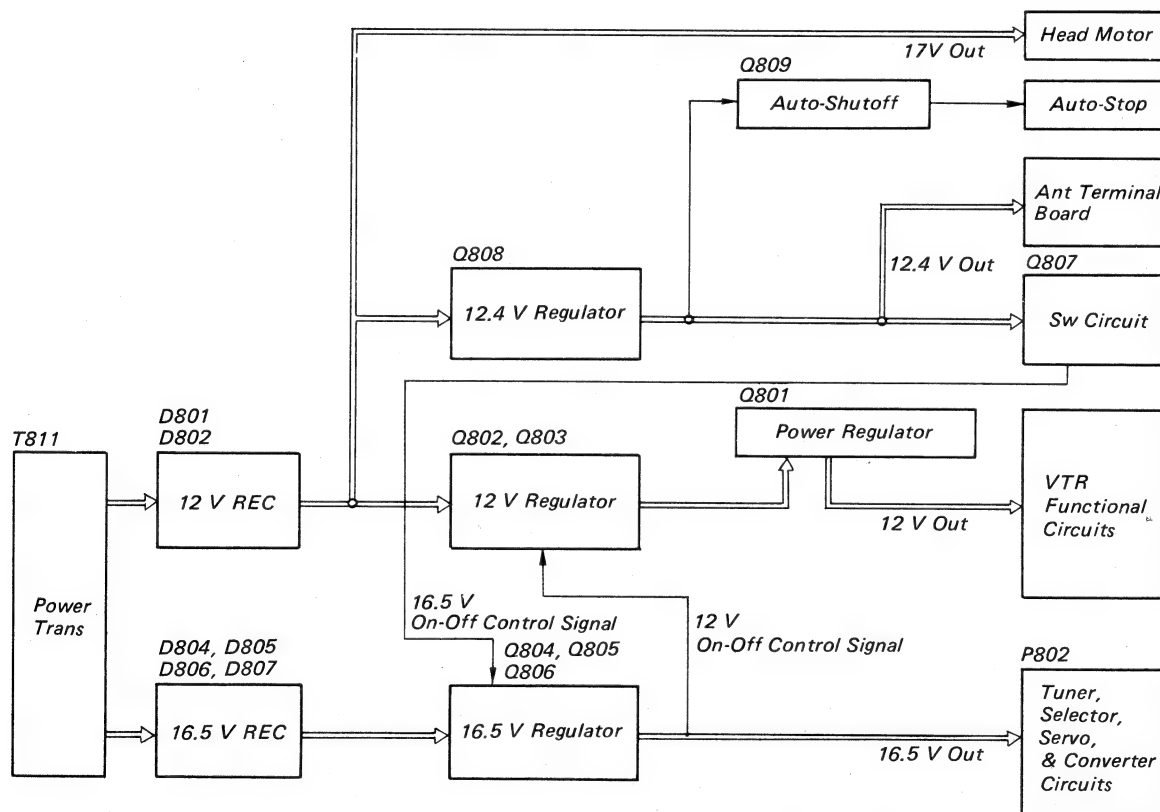 Head Motor
17V Out
Q809
Auto-Shutoff
Auto-Stop
Ant Terminal
Board
Q808
12.4 V Out
Q807
12.4 V Regulator
Sw Circuit
Q801
D801
D802
T811
Q802, Q803
Power Regulator
12 V REC
12 V Regulator
VTR
Functional
Circuits
12 V Out
Power
Trans
16.5 V
On-Off Control Signal
12 V
On-Off Control Signal
D804, D805
D806, D807
Q804, Q805
Q806
P802
16.5 V REC
16.5 V Regulator
16.5 V Out
Tuner,
Selector,
Servo,
& Converter
Circuits